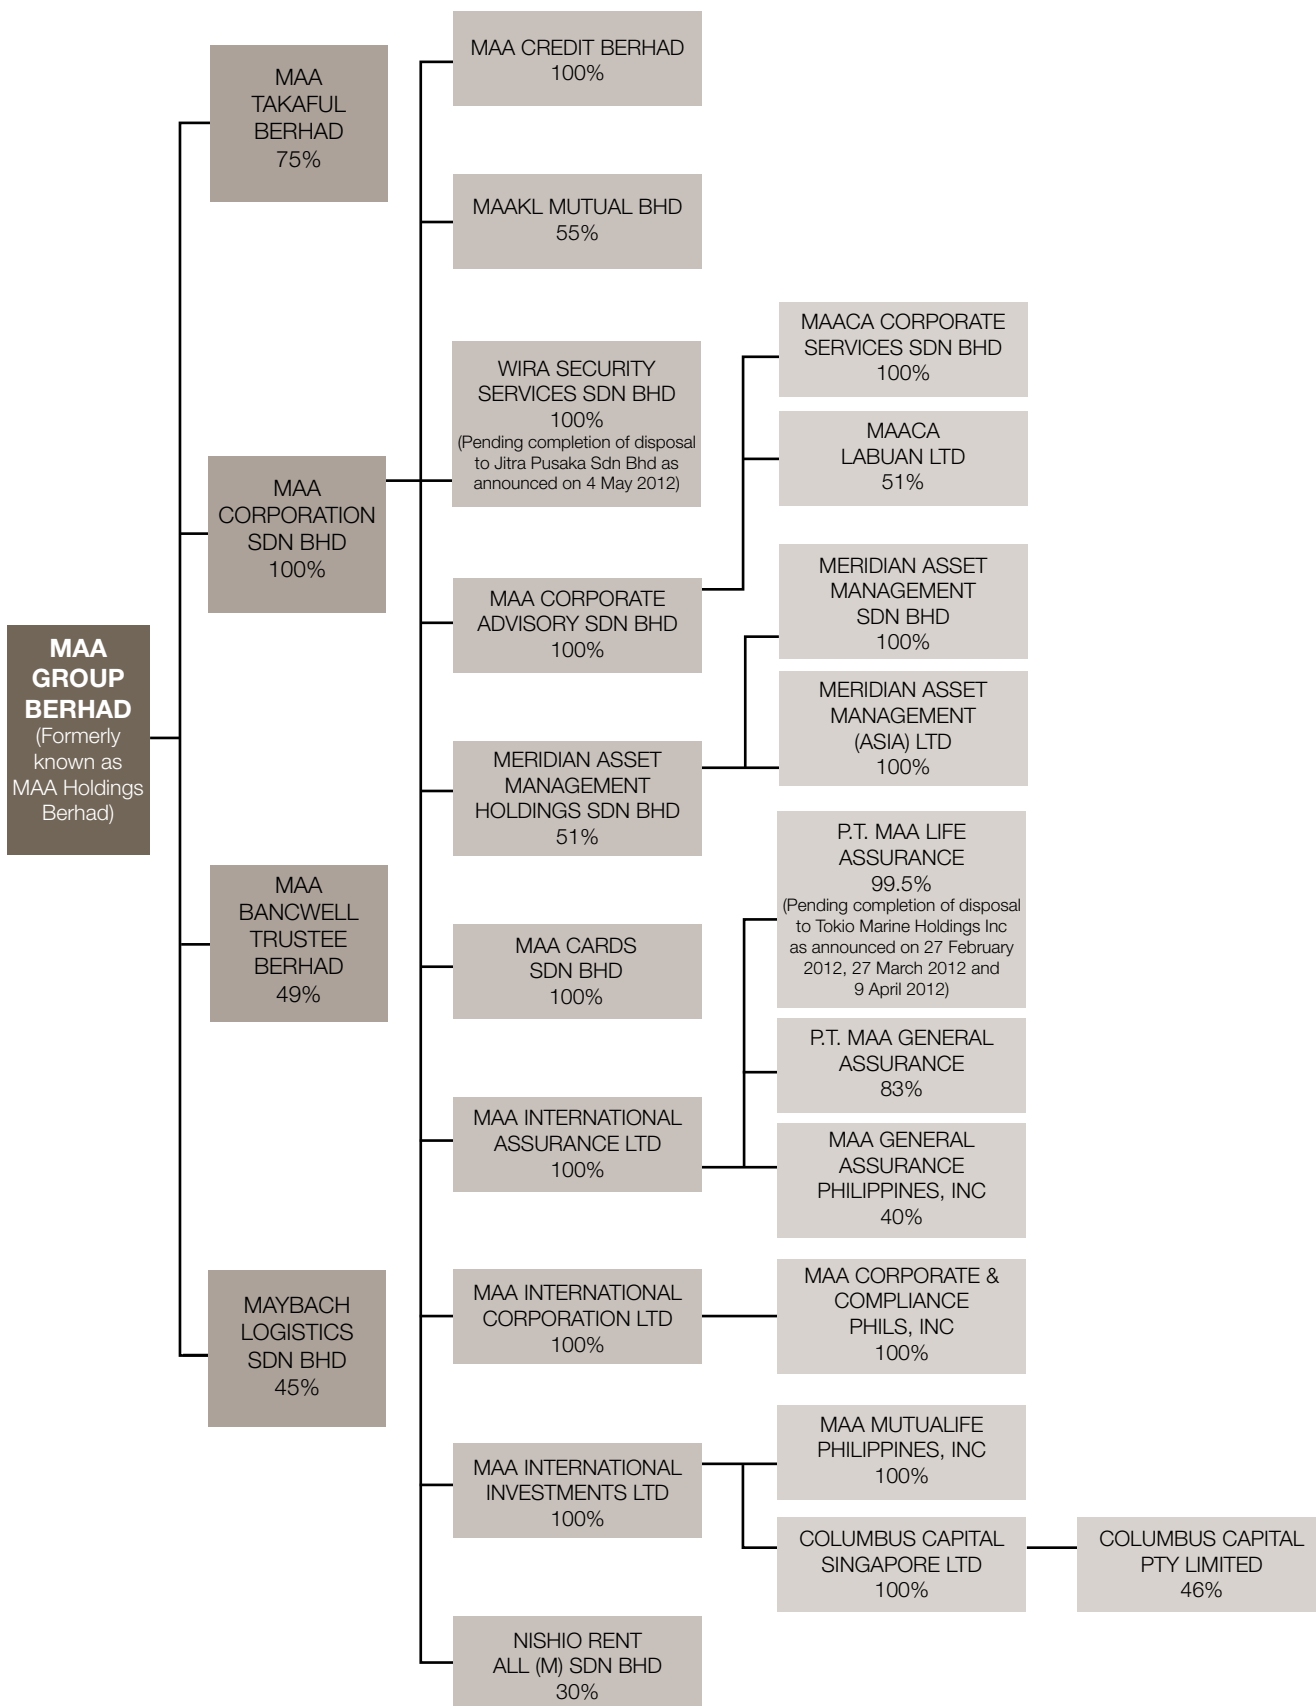 MAA
GROUP
BERHAD
(Formerly
known as
MAA Holdings
Berhad)
MAA
TAKAFUL
BERHAD
75%
MAA
CORPORATION
SDN BHD
100%
MAA
BANCWELL
TRUSTEE
BERHAD
49%
MAYBACH
LOGISTICS
SDN BHD
45%
MAA CREDIT BERHAD
100%
MAAKL MUTUAL BHD
55%
WIRA SECURITY
SERVICES SDN BHD
100%
(Pending completion of disposal
to Jitra Pusaka Sdn Bhd as
announced on 4 May 2012)
MAA CORPORATE
ADVISORY SDN BHD
100%
MERIDIAN ASSET
MANAGEMENT
HOLDINGS SDN BHD
51%
MAA CARDS
SDN BHD
100%
MAA INTERNATIONAL
ASSURANCE LTD
100%
MAA INTERNATIONAL
CORPORATION LTD
100%
MAA INTERNATIONAL
INVESTMENTS LTD
100%
NISHIO RENT
ALL (M) SDN BHD
30%
MAACA CORPORATE
SERVICES SDN BHD
100%
MAACA
LABUAN LTD
51%
MERIDIAN ASSET
MANAGEMENT
SDN BHD
100%
MERIDIAN ASSET
MANAGEMENT
(ASIA) LTD
100%
P.T. MAA LIFE
ASSURANCE
99.5%
(Pending completion of disposal
to Tokio Marine Holdings Inc
as announced on 27 February
2012, 27 March 2012 and
9 April 2012)
P.T. MAA GENERAL
ASSURANCE
83%
MAA GENERAL
ASSURANCE
PHILIPPINES, INC
40%
MAA CORPORATE &
COMPLIANCE
PHILS, INC
100%
MAA MUTUALIFE
PHILIPPINES, INC
100%
COLUMBUS CAPITAL
SINGAPORE LTD
100%
COLUMBUS CAPITAL
PTY LIMITED
46%